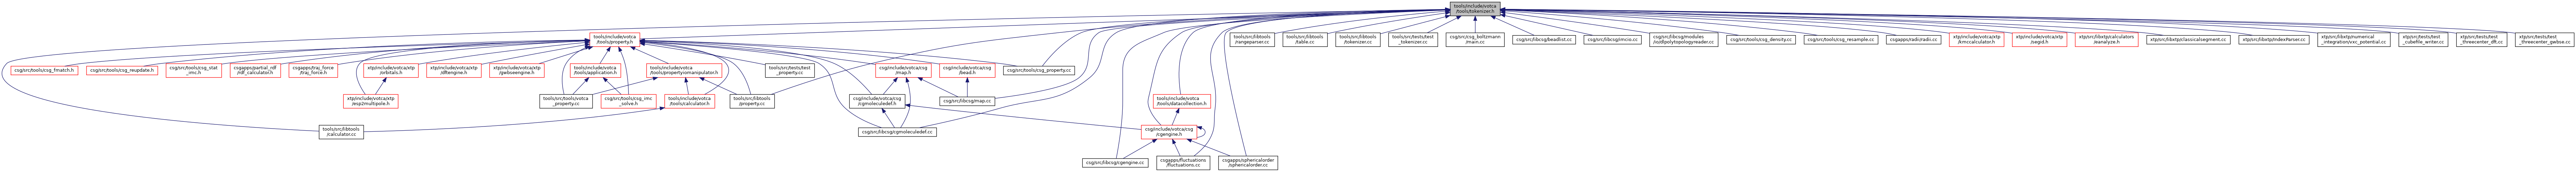 tools/include/votca
/tools/tokenizer.h
tools/include/votca
/tools/property.h
tools/src/libtools
/rangeparser.cc
tools/src/libtools
/table.cc
tools/src/libtools
/tokenizer.cc
tools/src/tests/test
_tokenizer.cc
csg/src/csg_boltzmann
/main.cc
csg/src/libcsg/beadlist.cc
csg/src/libcsg/imcio.cc
csg/src/libcsg/modules
/io/dlpolytopologyreader.cc
csg/src/tools/csg_density.cc
csg/src/tools/csg_resample.cc
csgapps/radii/radii.cc
xtp/include/votca/xtp
/kmccalculator.h
xtp/include/votca/xtp
/segid.h
xtp/src/libxtp/calculators
/eanalyze.h
xtp/src/libxtp/classicalsegment.cc
xtp/src/libxtp/IndexParser.cc
xtp/src/libxtp/numerical
_integration/vxc_potential.cc
xtp/src/tests/test
_cubefile_writer.cc
xtp/src/tests/test
_threecenter_dft.cc
xtp/src/tests/test
_threecenter_gwbse.cc
csg/src/tools/csg_fmatch.h
csg/src/tools/csg_reupdate.h
csg/src/tools/csg_stat
_imc.h
csgapps/partial_rdf
/rdf_calculator.h
csgapps/traj_force
/traj_force.h
xtp/include/votca/xtp
/orbitals.h
xtp/include/votca/xtp
/dftengine.h
xtp/include/votca/xtp
/gwbseengine.h
tools/include/votca
/tools/application.h
tools/include/votca
/tools/propertyiomanipulator.h
tools/src/tests/test
_property.cc
csg/include/votca/csg
/map.h
csg/include/votca/csg
/bead.h
csg/src/tools/csg_property.cc
xtp/include/votca/xtp
/esp2multipole.h
tools/src/tools/votca
_property.cc
csg/src/tools/csg_imc
_solve.h
tools/include/votca
/tools/calculator.h
tools/src/libtools
/property.cc
csg/include/votca/csg
/cgmoleculedef.h
csg/src/libcsg/map.cc
tools/include/votca
/tools/datacollection.h
tools/src/libtools
/calculator.cc
csg/src/libcsg/cgmoleculedef.cc
csg/include/votca/csg
/cgengine.h
csg/src/libcsg/cgengine.cc
csgapps/fluctuations
/fluctuations.cc
csgapps/sphericalorder
/sphericalorder.cc